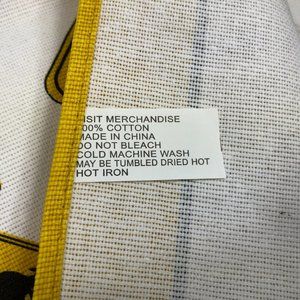 ISIT MERCHANDISE
00% COTTON
MADE IN CHINA
DO NOT BLEACH
COLD MACHINE WASH
MAY BE TUMBLED DRIED HOT
HOT IRON